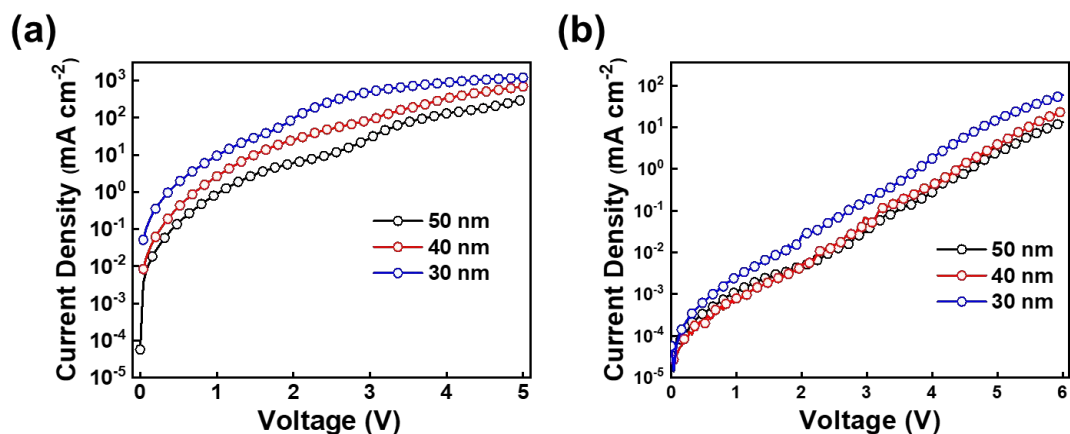 (a)
Current Density (mA cm⁻²)
10³
10²
10¹
10⁰
10⁻¹
10⁻²
10⁻³
10⁻⁴
10⁻⁵
50 nm
40 nm
30 nm
0 1 2 3 4 5
Voltage (V)
(b)
Current Density (mA cm⁻²)
10²
10¹
10⁰
10⁻¹
10⁻²
10⁻³
10⁻⁴
10⁻⁵
50 nm
40 nm
30 nm
0 1 2 3 4 5 6
Voltage (V)